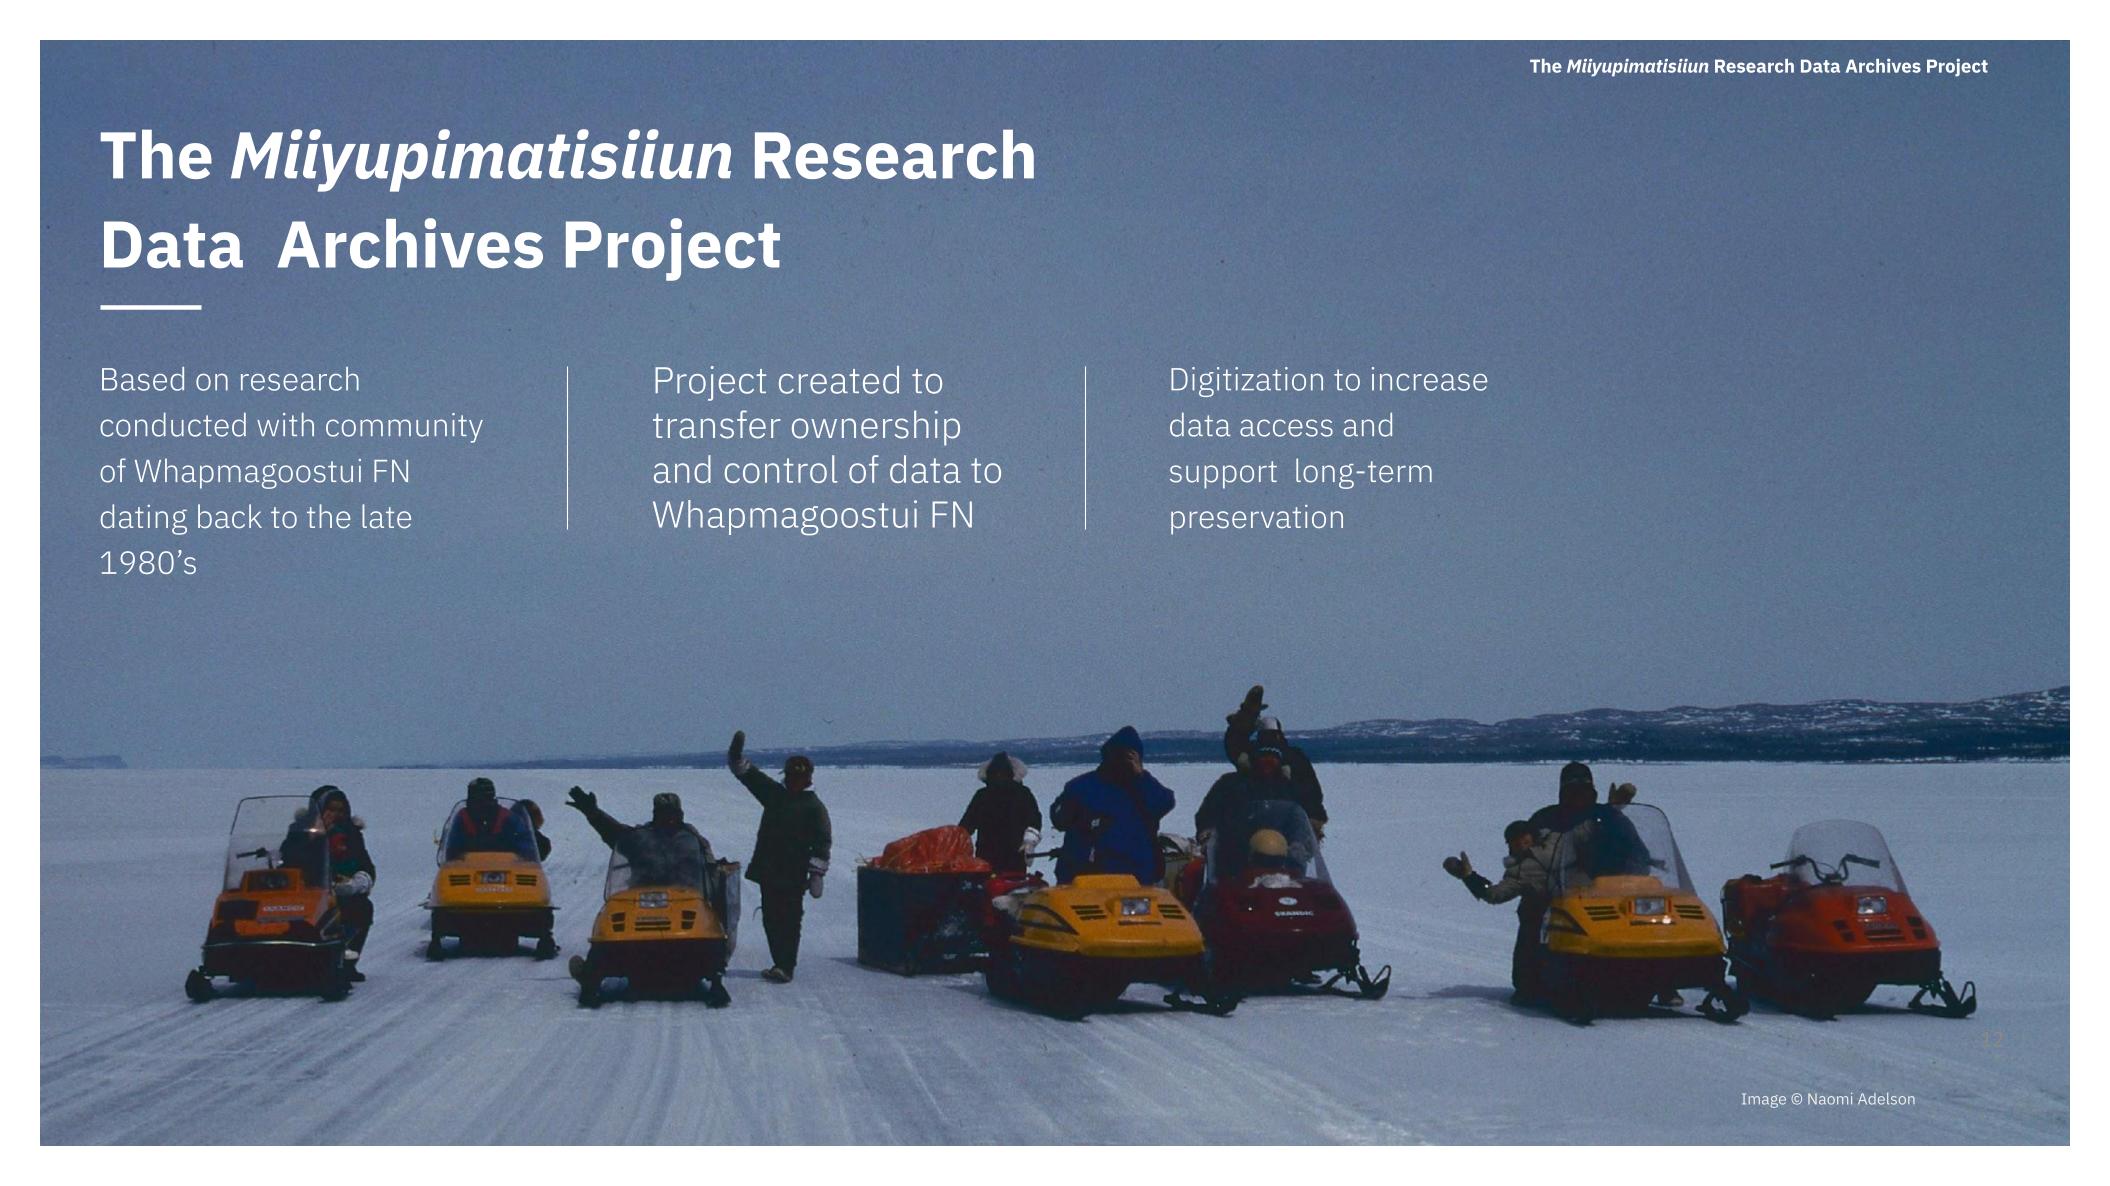 The Miiyupimatisiiun Research Data Archives Project
The Miiyupimatisiiun Research
Data  Archives Project
Based on research
conducted with community
of Whapmagoostui FN
dating back to the late
1980’s
Project created to
transfer ownership
and control of data to
Whapmagoostui FN
Digitization to increase
data access and
support  long-term
preservation
SKANDIC
12
Image © Naomi Adelson